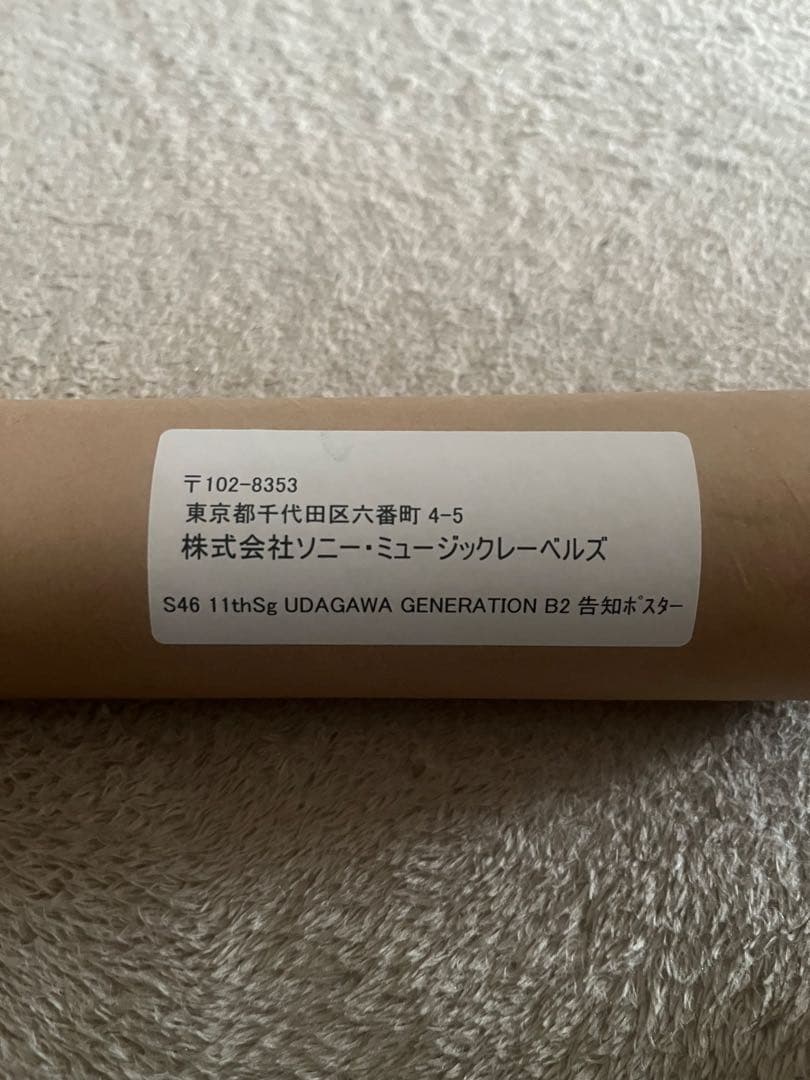 〒102-8353
東京都千代田区六番町 4-5
株式会社ソニー・ミュージックレーベルズ
S46 11thSg UDAGAWA GENERATION B2 告知ﾎﾟｽﾀｰ